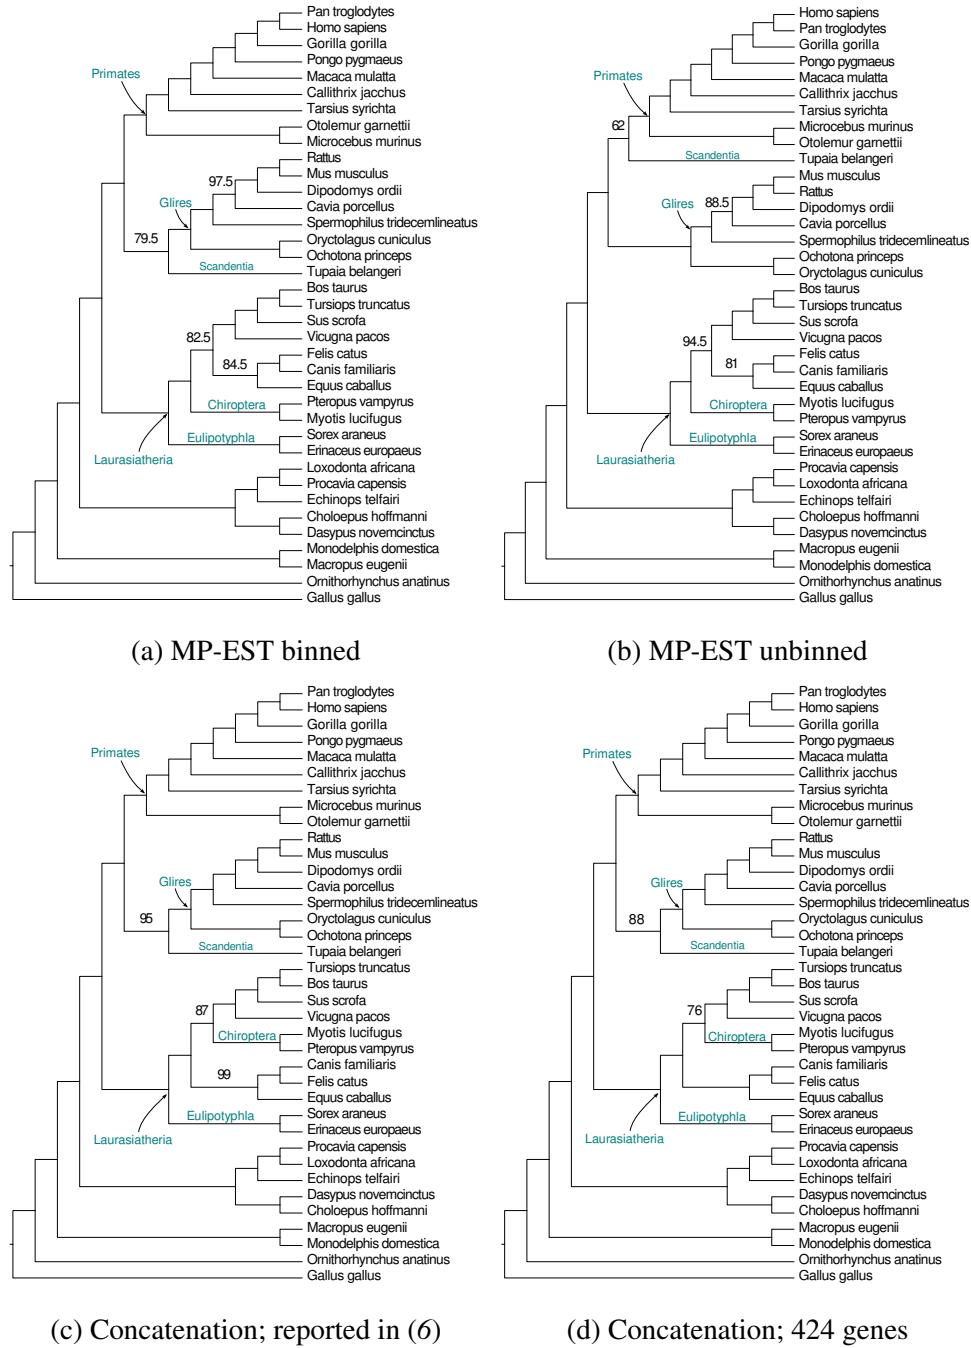 Pan troglodytes
Homo sapiens
Gorilla gorilla
Pongo pygmaeus
Primates
Macaca mulatta
Callithrix jacchus
Tarsius syrichta
Otolemur garnettii
Microcebus murinus
Rattus
97.5
Mus musculus
Dipodomys ordii
Glires
Cavia porcellus
Spermophilus tridecemlineatus
79.5
Oryctolagus cuniculus
Ochotona princeps
Scandentia
Tupaia belangeri
Bos taurus
Tursiops truncatus
Sus scrofa
82.5
Vicugna pacos
Felis catus
84.5
Canis familiaris
Equus caballus
Chiroptera
Pteropus vampyrus
Myotis lucifugus
Eulipotyphla
Sorex araneus
Erinaceus europaeus
Laurasiatheria
Loxodonta africana
Procavia capensis
Echinops telfairi
Choloepus hoffmanni
Dasypus novemcinctus
Monodelphis domestica
Macropus eugenii
Ornithorhynchus anatinus
Gallus gallus
(a) MP-EST binned
Homo sapiens
Pan troglodytes
Gorilla gorilla
Pongo pygmaeus
Primates
Macaca mulatta
Callithrix jacchus
Tarsius syrichta
62
Microcebus murinus
Otolemur garnettii
Scandentia
Tupaia belangeri
Mus musculus
Rattus
88.5
Glires
Dipodomys ordii
Cavia porcellus
Spermophilus tridecemlineatus
Ochotona princeps
Oryctolagus cuniculus
Bos taurus
Tursiops truncatus
Sus scrofa
94.5
Vicugna pacos
Felis catus
81
Canis familiaris
Equus caballus
Chiroptera
Myotis lucifugus
Pteropus vampyrus
Eulipotyphla
Sorex araneus
Erinaceus europaeus
Laurasiatheria
Procavia capensis
Loxodonta africana
Echinops telfairi
Choloepus hoffmanni
Dasypus novemcinctus
Macropus eugenii
Monodelphis domestica
Ornithorhynchus anatinus
Gallus gallus
(b) MP-EST unbinned
Pan troglodytes
Homo sapiens
Gorilla gorilla
Pongo pygmaeus
Primates
Macaca mulatta
Callithrix jacchus
Tarsius syrichta
Microcebus murinus
Otolemur garnettii
Rattus
Mus musculus
Dipodomys ordii
Glires
Cavia porcellus
Spermophilus tridecemlineatus
95
Oryctolagus cuniculus
Ochotona princeps
Scandentia
Tupaia belangeri
Tursiops truncatus
Bos taurus
Sus scrofa
87
Vicugna pacos
Chiroptera
Myotis lucifugus
Pteropus vampyrus
Canis familiaris
99
Felis catus
Equus caballus
Eulipotyphla
Sorex araneus
Erinaceus europaeus
Laurasiatheria
Procavia capensis
Loxodonta africana
Echinops telfairi
Dasypus novemcinctus
Choloepus hoffmanni
Macropus eugenii
Monodelphis domestica
Ornithorhynchus anatinus
Gallus gallus
(c) Concatenation; reported in (6)
Pan troglodytes
Homo sapiens
Gorilla gorilla
Pongo pygmaeus
Primates
Macaca mulatta
Callithrix jacchus
Tarsius syrichta
Microcebus murinus
Otolemur garnettii
Rattus
Mus musculus
Dipodomys ordii
Glires
Cavia porcellus
Spermophilus tridecemlineatus
88
Oryctolagus cuniculus
Ochotona princeps
Scandentia
Tupaia belangeri
Tursiops truncatus
Bos taurus
Sus scrofa
76
Vicugna pacos
Chiroptera
Myotis lucifugus
Pteropus vampyrus
Canis familiaris
Felis catus
Equus caballus
Eulipotyphla
Sorex araneus
Erinaceus europaeus
Laurasiatheria
Procavia capensis
Loxodonta africana
Echinops telfairi
Dasypus novemcinctus
Choloepus hoffmanni
Macropus eugenii
Monodelphis domestica
Ornithorhynchus anatinus
Gallus gallus
(d) Concatenation; 424 genes